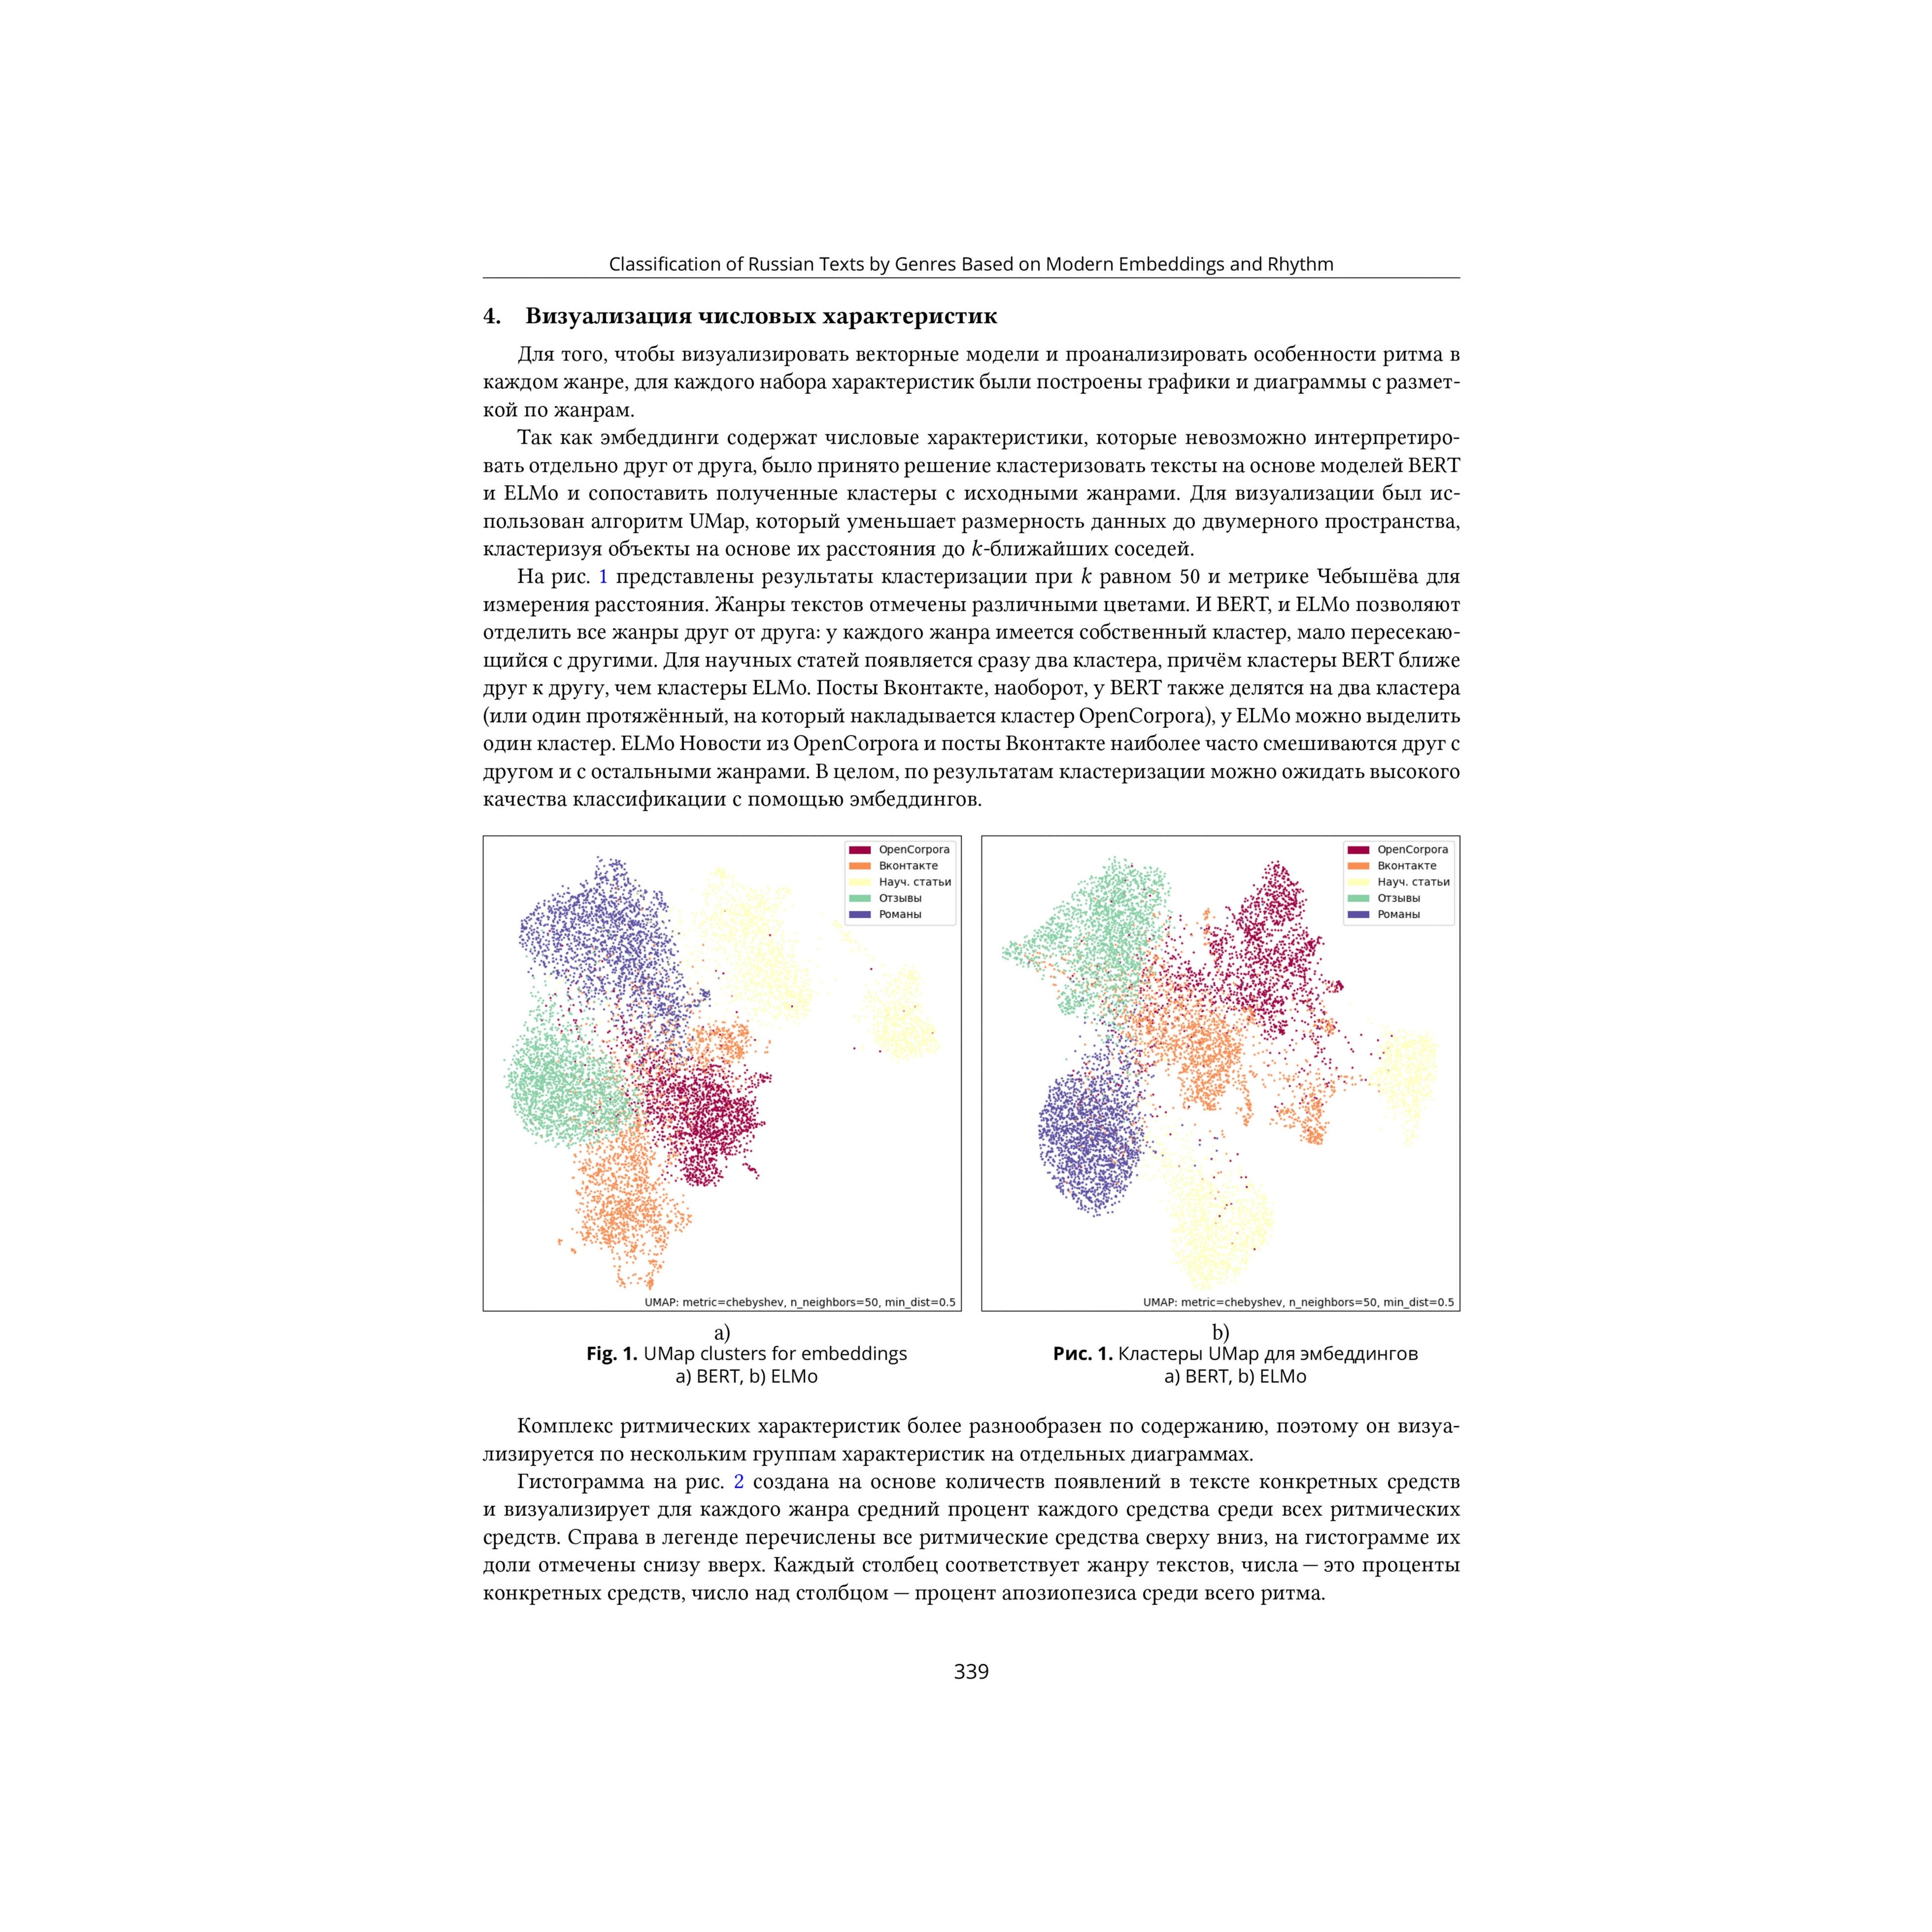 Classification of Russian Texts by Genres Based on Modern Embeddings and Rhythm
4. Визуализация числовых характеристик
Для того, чтобы визуализировать векторные модели и проанализировать особенности ритма в
каждом жанре, для каждого набора характеристик были построены графики и диаграммы с размет-
кой по жанрам.
Так как эмбеддинги содержат числовые характеристики, которые невозможно интерпретиро-
вать отдельно друг от друга, было принято решение кластеризовать тексты на основе моделей BERT
и ELMo и сопоставить полученные кластеры с исходными жанрами. Для визуализации был ис-
пользован алгоритм UMap, который уменьшает размерность данных до двумерного пространства,
кластеризуя объекты на основе их расстояния до k-ближайших соседей.
На рис. 1 представлены результаты кластеризации при k равном 50 и метрике Чебышёва для
измерения расстояния. Жанры текстов отмечены различными цветами. И BERT, и ELMo позволяют
отделить все жанры друг от друга: у каждого жанра имеется собственный кластер, мало пересекаю-
щийся с другими. Для научных статей появляется сразу два кластера, причём кластеры BERT ближе
друг к другу, чем кластеры ELMo. Посты Вконтакте, наоборот, у BERT также делятся на два кластера
(или один протяжённый, на который накладывается кластер OpenCorpora), у ELMo можно выделить
один кластер. ELMo Новости из OpenCorpora и посты Вконтакте наиболее часто смешиваются друг с
другом и с остальными жанрами. В целом, по результатам кластеризации можно ожидать высокого
качества классификации с помощью эмбеддингов.
OpenCorpora
Вконтакте
Науч. статьи
Отзывы
Романы
UMAP: metric=chebyshev, n_neighbors=50, min_dist=0.5
OpenCorpora
Вконтакте
Науч. статьи
Отзывы
Романы
UMAP: metric=chebyshev, n_neighbors=50, min_dist=0.5
a)
b)
Fig. 1. UMap clusters for embeddings
a) BERT, b) ELMo
Рис. 1. Кластеры UMap для эмбеддингов
a) BERT, b) ELMo
Комплекс ритмических характеристик более разнообразен по содержанию, поэтому он визуа-
лизируется по нескольким группам характеристик на отдельных диаграммах.
Гистограмма на рис. 2 создана на основе количеств появлений в тексте конкретных средств
и визуализирует для каждого жанра средний процент каждого средства среди всех ритмических
средств. Справа в легенде перечислены все ритмические средства сверху вниз, на гистограмме их
доли отмечены снизу вверх. Каждый столбец соответствует жанру текстов, числа — это проценты
конкретных средств, число над столбцом — процент апозиопезиса среди всего ритма.
339